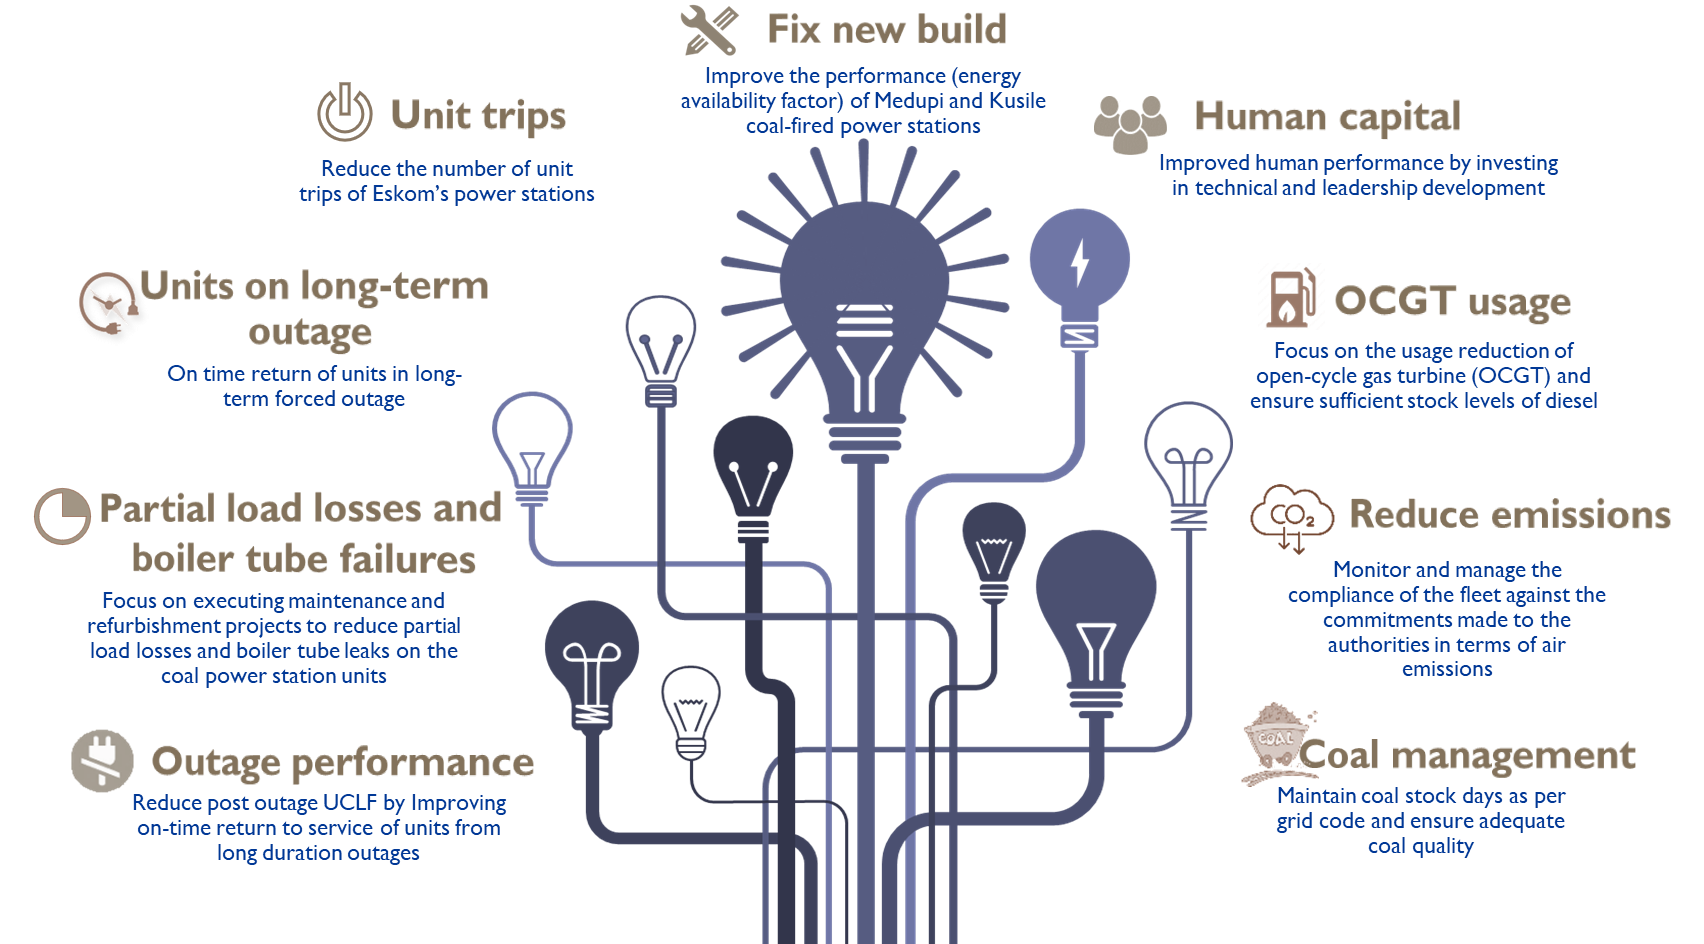 Fix new build
Improve the performance (energy
availability factor) of Medupi and Kusile
coal-fired power stations
Unit trips
Reduce the number of unit
trips of Eskom's power stations
Human capital
Improved human performance by investing
in technical and leadership development
Units on long-term
outage
On time return of units in long-
term forced outage
OCGT usage
Focus on the usage reduction of
open-cycle gas turbine (OCGT) and
ensure sufficient stock levels of diesel
Partial load losses and
boiler tube failures
Focus on executing maintenance and
refurbishment projects to reduce partial
load losses and boiler tube leaks on the
coal power station units
CO2
Reduce emissions
Monitor and manage the
compliance of the fleet against the
commitments made to the
authorities in terms of air
emissions
Outage performance
Reduce post outage UCLF by Improving
on-time return to service of units from
long duration outages
COAL
Coal management
Maintain coal stock days as per
grid code and ensure adequate
coal quality